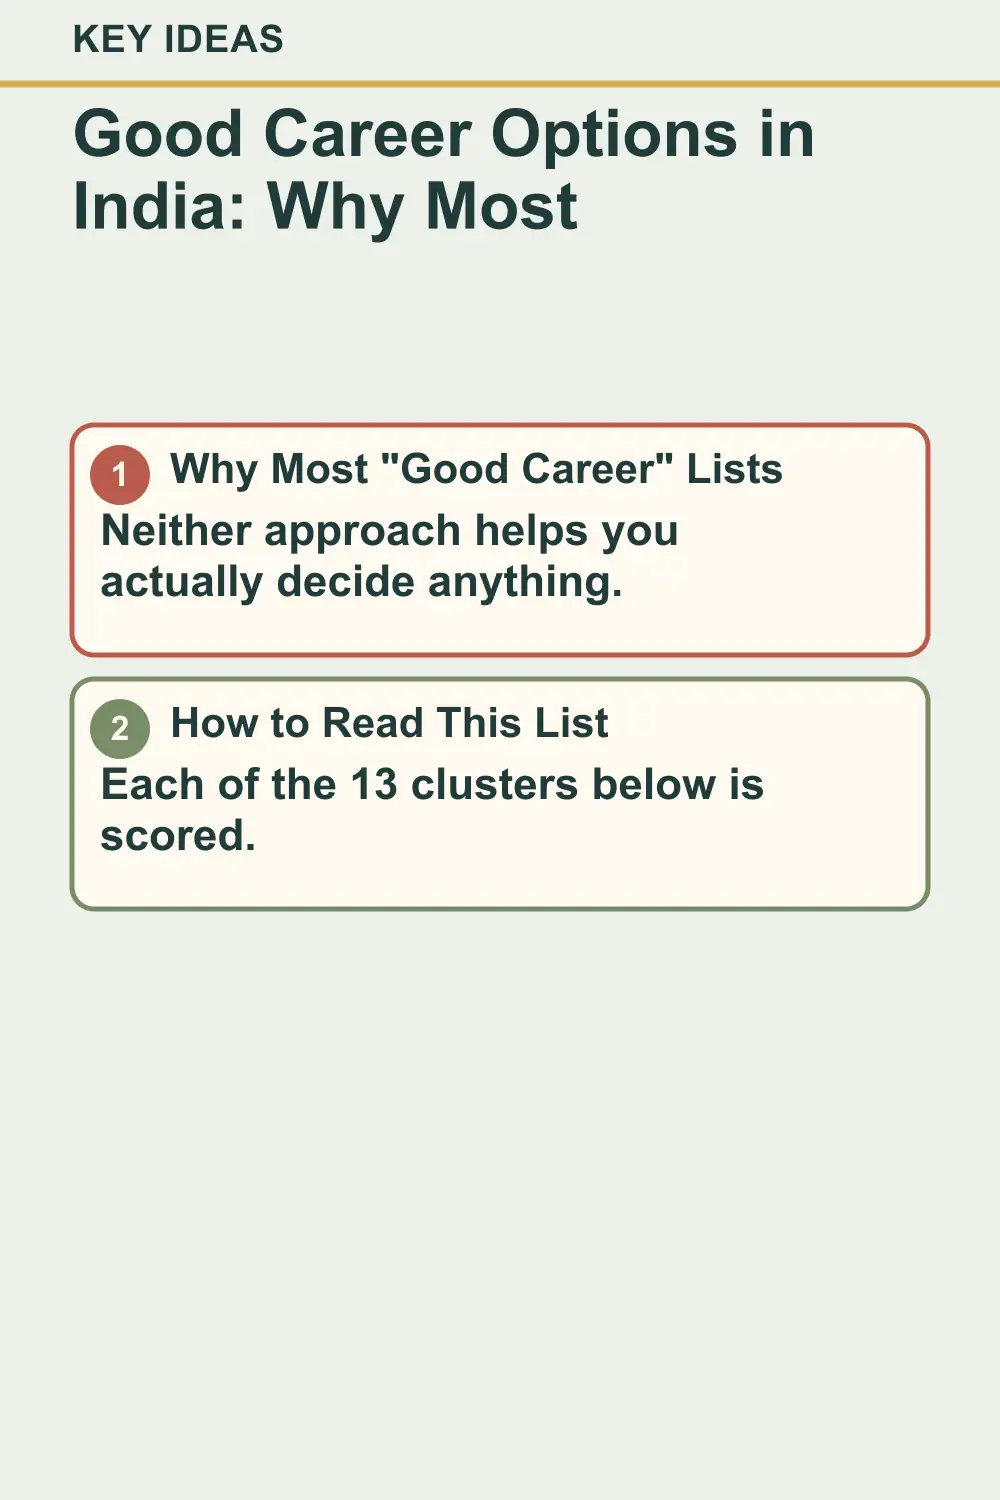 KEY IDEAS
Good Career Options in
India: Why Most
1 Why Most "Good Career" Lists
Neither approach helps you
actually decide anything.
2 How to Read This List
Each of the 13 clusters below is
scored.